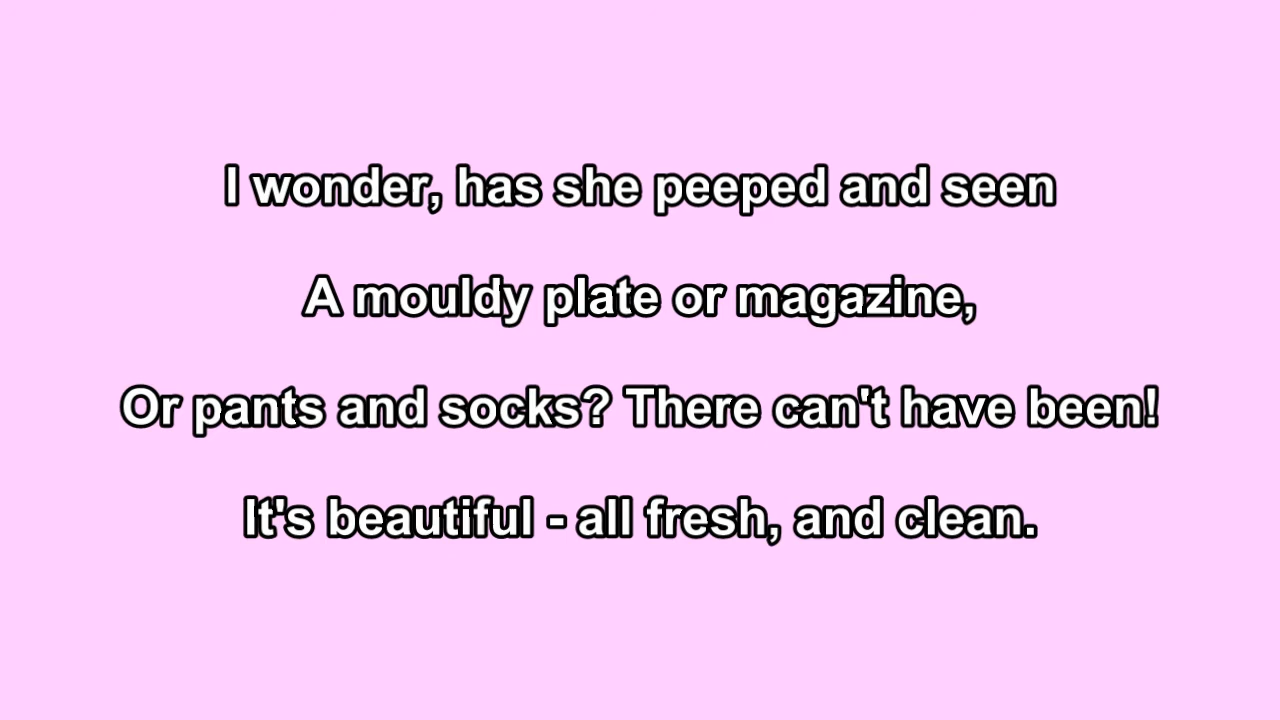 I wonder, has she peeped and seen
A mouldy plate or magazine,
Or pants and socks? There can't have been!
It's beautiful - all fresh, and clean.